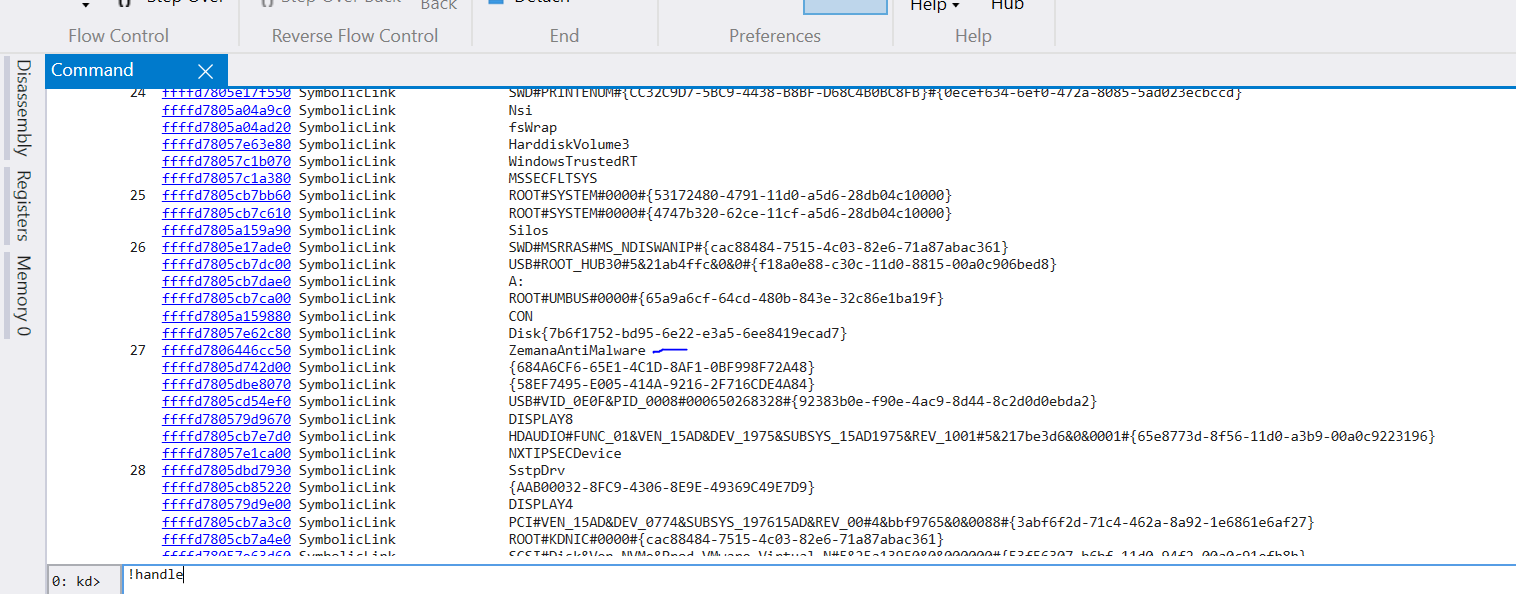 Step Over
Step Over Back
Back
Detach
Help
Hub
Flow Control
Reverse Flow Control
End
Preferences
Help
Disassembly
Registers
Memory 0
Command
24 ffffd7805e17f550 SymbolicLink SWD#PRINTENUM#{CC32C9D7-5BC9-4438-B8BF-D68C4B0BC8FB}#{0ecef634-6ef0-472a-8085-5ad023ecbccd}
ffffd7805a04a9c0 SymbolicLink Nsi
ffffd7805a04ad20 SymbolicLink fsWrap
ffffd78057e63e80 SymbolicLink HarddiskVolume3
ffffd78057c1b070 SymbolicLink WindowsTrustedRT
ffffd78057c1a380 SymbolicLink MSSECFLTSYS
25 ffffd7805cb7bb60 SymbolicLink ROOT#SYSTEM#0000#{53172480-4791-11d0-a5d6-28db04c10000}
ffffd7805cb7c610 SymbolicLink ROOT#SYSTEM#0000#{4747b320-62ce-11cf-a5d6-28db04c10000}
ffffd7805a159a90 SymbolicLink Silos
26 ffffd7805e17ade0 SymbolicLink SWD#MSRRAS#MS_NDISWANIP#{cac88484-7515-4c03-82e6-71a87abac361}
ffffd7805cb7dc00 SymbolicLink USB#ROOT_HUB30#5&21ab4ffc&0&0#{f18a0e88-c30c-11d0-8815-00a0c906bed8}
ffffd7805cb7dae0 SymbolicLink A:
ffffd7805cb7ca00 SymbolicLink ROOT#UMBUS#0000#{65a9a6cf-64cd-480b-843e-32c86e1ba19f}
ffffd7805a159880 SymbolicLink CON
ffffd78057e62c80 SymbolicLink Disk{7b6f1752-bd95-6e22-e3a5-6ee8419ecad7}
27 ffffd7806446cc50 SymbolicLink ZemanaAntiMalware
ffffd7805d742d00 SymbolicLink {684A6CF6-65E1-4C1D-8AF1-0BF998F72A48}
ffffd7805dbe8070 SymbolicLink {58EF7495-E005-414A-9216-2F716CDE4A84}
ffffd7805cd54ef0 SymbolicLink USB#VID_0E0F&PID_0008#000650268328#{92383b0e-f90e-4ac9-8d44-8c2d0d0ebda2}
ffffd780579d9670 SymbolicLink DISPLAY8
ffffd7805cb7e7d0 SymbolicLink HDAUDIO#FUNC_01&VEN_15AD&DEV_1975&SUBSYS_15AD1975&REV_1001#5&217be3d6&0&0001#{65e8773d-8f56-11d0-a3b9-00a0c9223196}
ffffd78057e1ca00 SymbolicLink NXTIPSECDevice
28 ffffd7805dbd7930 SymbolicLink SstpDrv
ffffd7805cb85220 SymbolicLink {AAB00032-8FC9-4306-8E9E-49369C49E7D9}
ffffd780579d9e00 SymbolicLink DISPLAY4
ffffd7805cb7a3c0 SymbolicLink PCI#VEN_15AD&DEV_0774&SUBSYS_197615AD&REV_00#4&bbf9765&0&0088#{3abf6f2d-71c4-462a-8a92-1e6861e6af27}
ffffd7805cb7a4e0 SymbolicLink ROOT#KDNIC#0000#{cac88484-7515-4c03-82e6-71a87abac361}
ffffd78057e63d60 SymbolicLink
0: kd> !handle